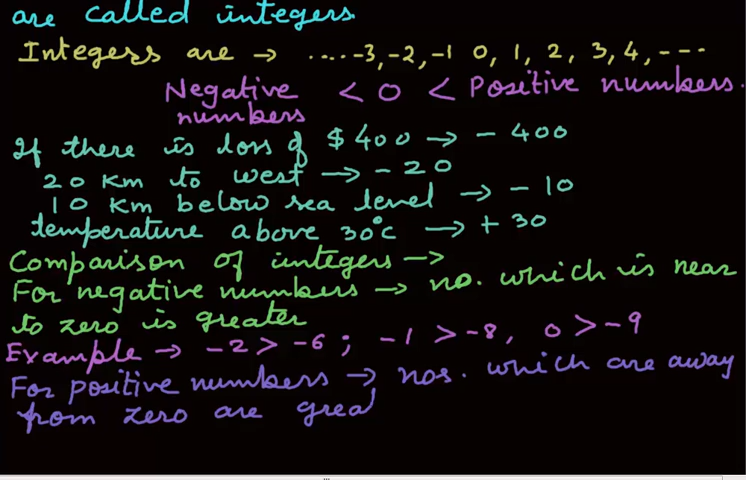 are called integers
Integers are → .....-3, -2, -1 0, 1, 2, 3, 4, ---
Negative < 0 < Positive numbers.
numbers
If there is loss of $400 → - 400
20 Km to west → - 20
10 Km below sea level → - 10
temperature above 30°c → + 30
Comparison of integers →
For negative numbers → no. which is near
to zero is greater
Example → -2 > -6 ; -1 > -8, 0 > -9
For positive numbers → nos. which are away
from zero are grea